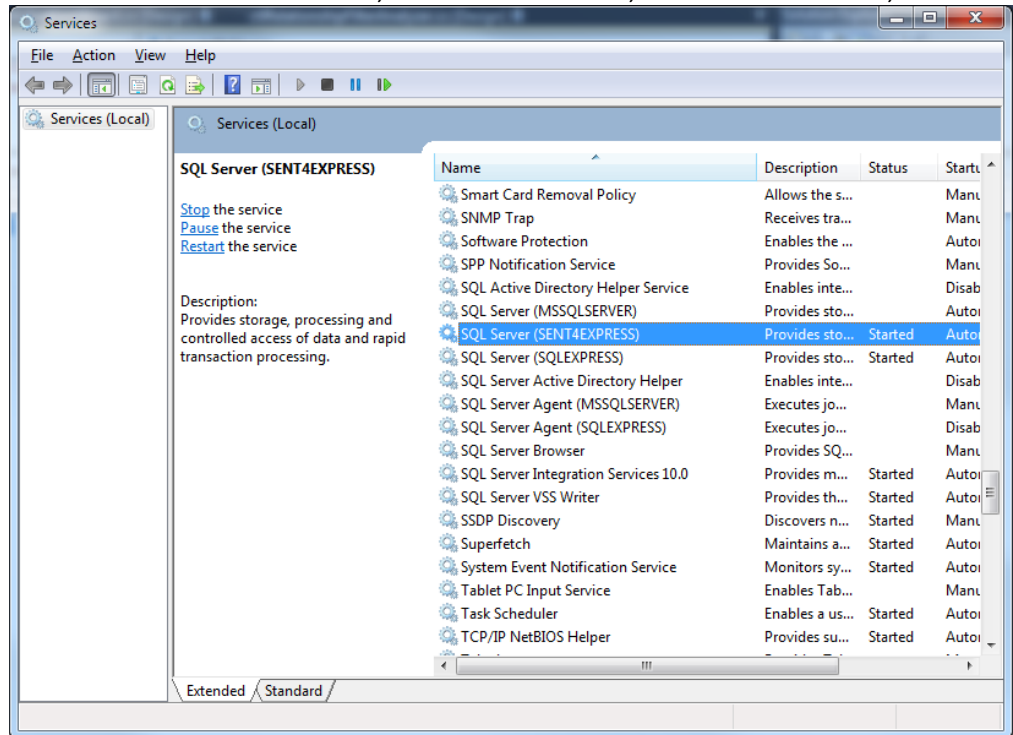 Services
File Action View Help
Services (Local)
Services (Local)
SQL Server (SENT4EXPRESS)
Stop the service
Pause the service
Restart the service
Description:
Provides storage, processing and
controlled access of data and rapid
transaction processing.
Name Description Status Startu
Smart Card Removal Policy Allows the s... Manu
SNMP Trap Receives tra... Manu
Software Protection Enables the ... Autor
SPP Notification Service Provides So... Manu
SQL Active Directory Helper Service Enables inte... Disab
SQL Server (MSSQLSERVER) Provides sto... Autor
SQL Server (SENT4EXPRESS) Provides sto... Started Autor
SQL Server (SQLEXPRESS) Provides sto... Started Autor
SQL Server Active Directory Helper Enables inte... Disab
SQL Server Agent (MSSQLSERVER) Executes jo... Manu
SQL Server Agent (SQLEXPRESS) Executes jo... Disab
SQL Server Browser Provides SQ... Manu
SQL Server Integration Services 10.0 Provides m... Started Autor
SQL Server VSS Writer Provides th... Started Autor
SSDP Discovery Discovers n... Started Manu
Superfetch Maintains a... Started Autor
System Event Notification Service Monitors sy... Started Autor
Tablet PC Input Service Enables Tab... Manu
Task Scheduler Enables a us... Started Autor
TCP/IP NetBIOS Helper Provides su... Started Autor
Extended Standard